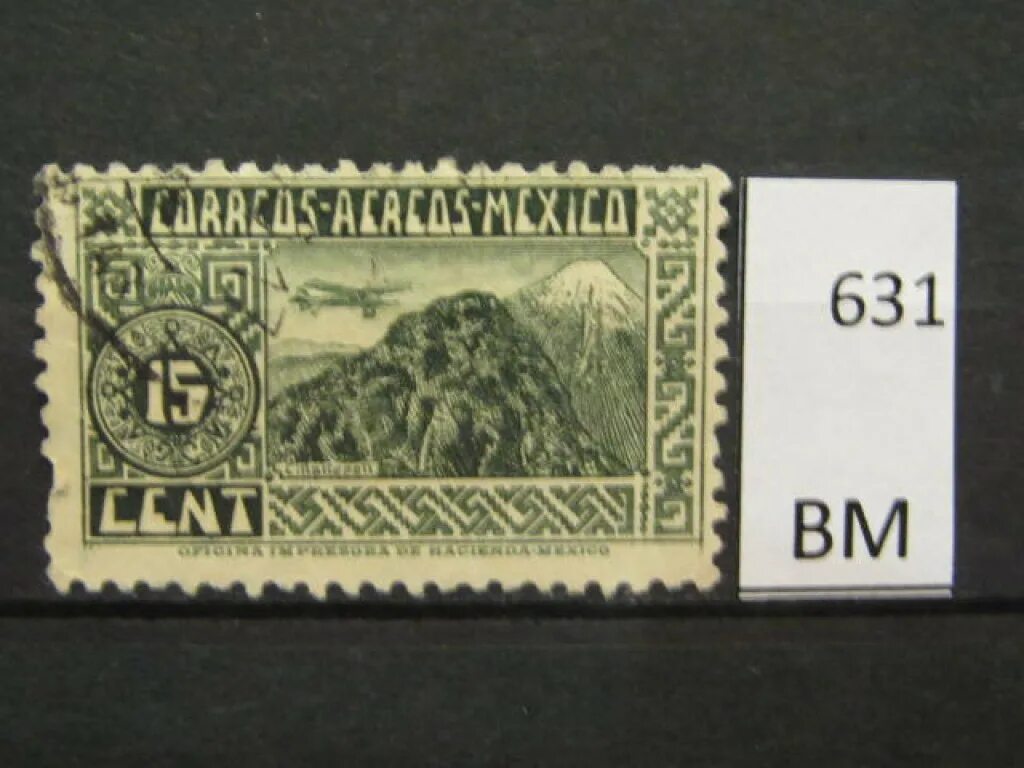 CORREOS-AEREOS-MEXICO
15
CENT
OFICINA IMPRESORA DE HACIENDA-MEXICO
631
BM